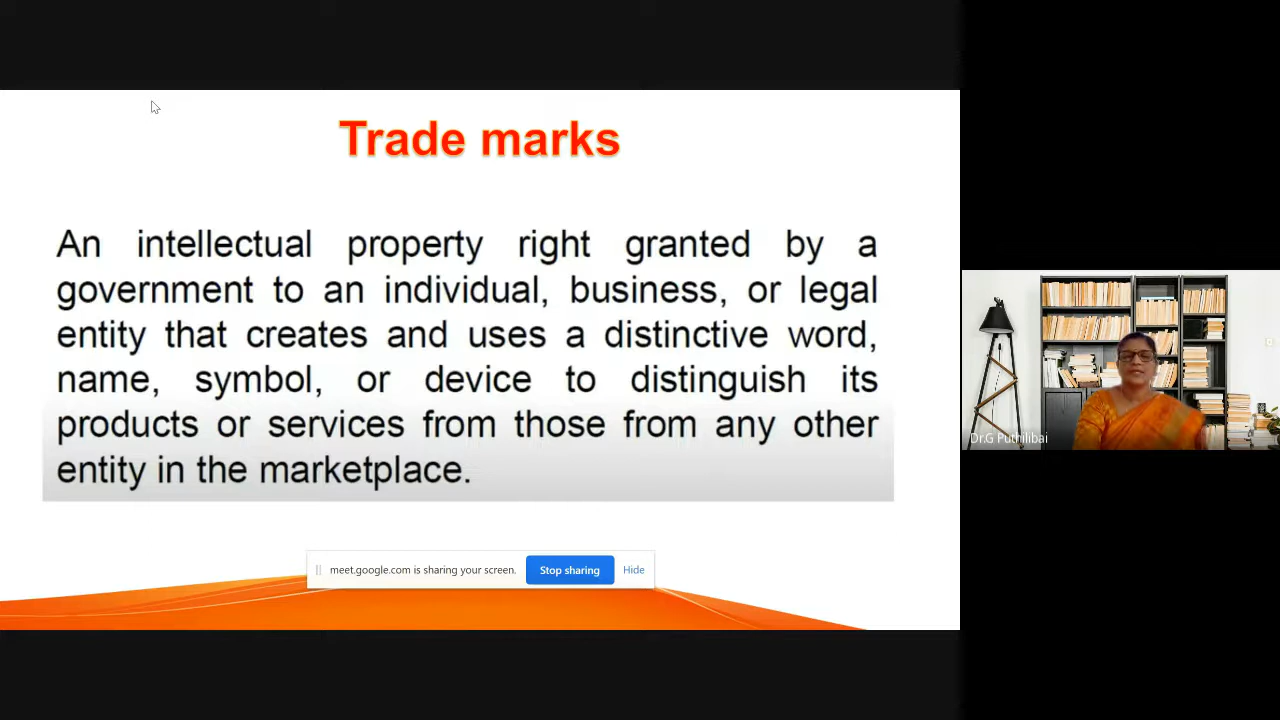 Trade marks
An intellectual property right granted by a
government to an individual, business, or legal
entity that creates and uses a distinctive word,
name, symbol, or device to distinguish its
products or services from those from any other
entity in the marketplace.
meet.google.com is sharing your screen. Stop sharing Hide
Dr.G Puthilibai